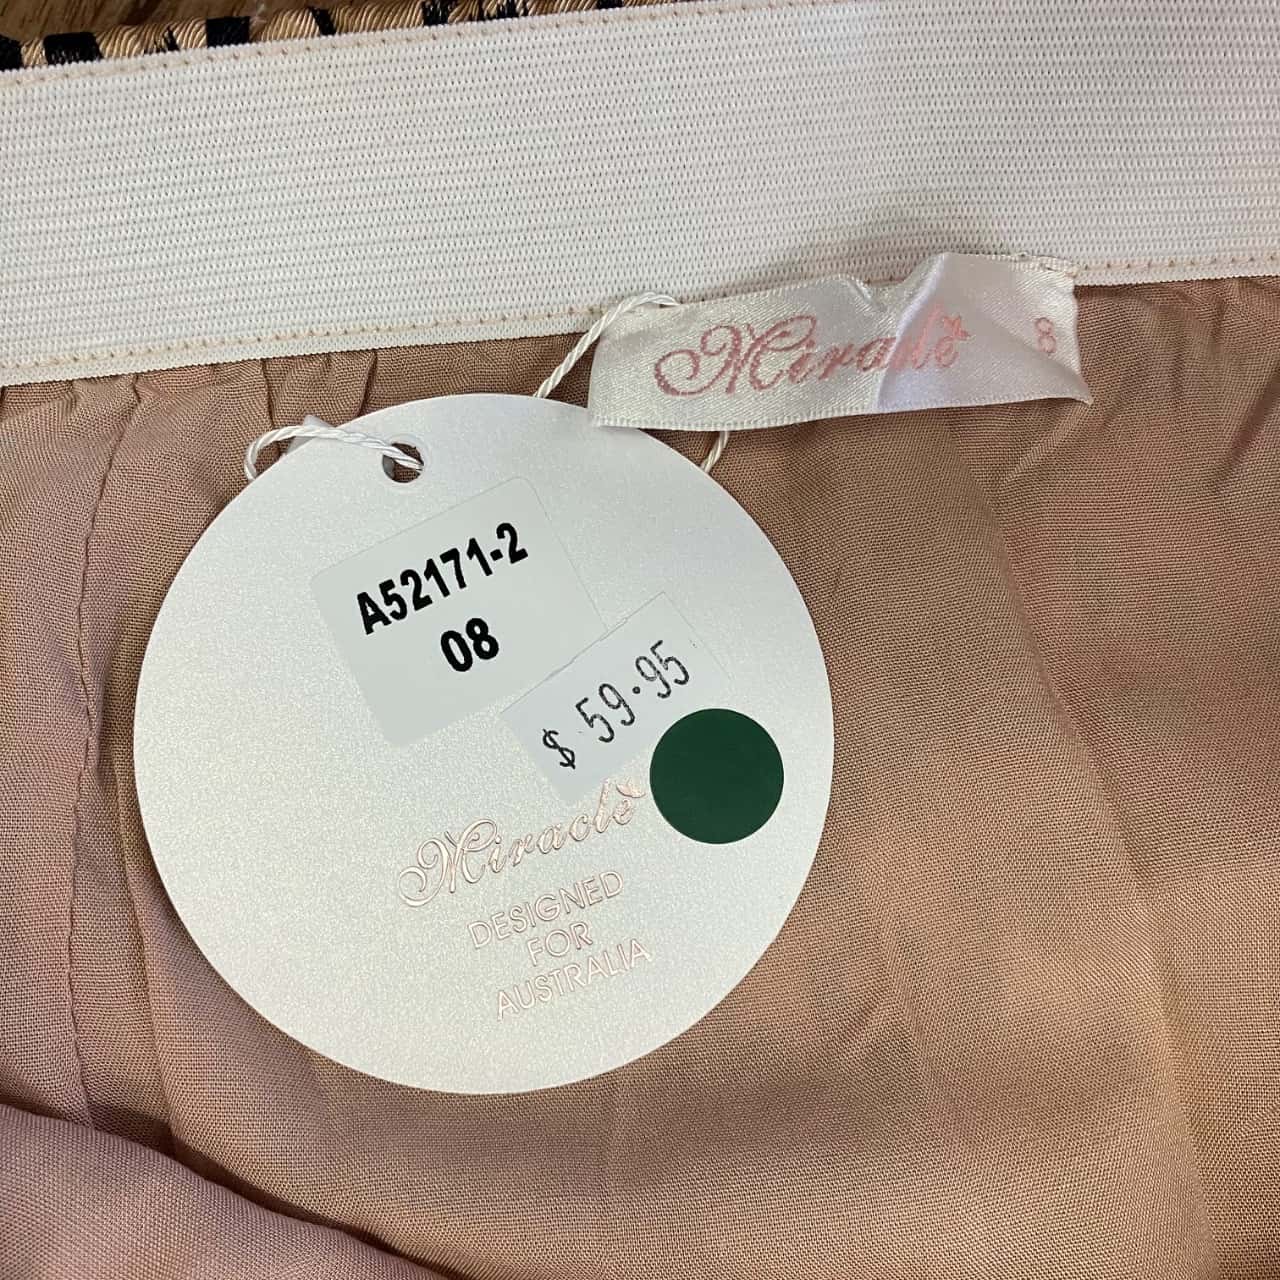 Miracle 8
A52171-2
08
$ 59.95
Miracle
DESIGNED
FOR
AUSTRALIA